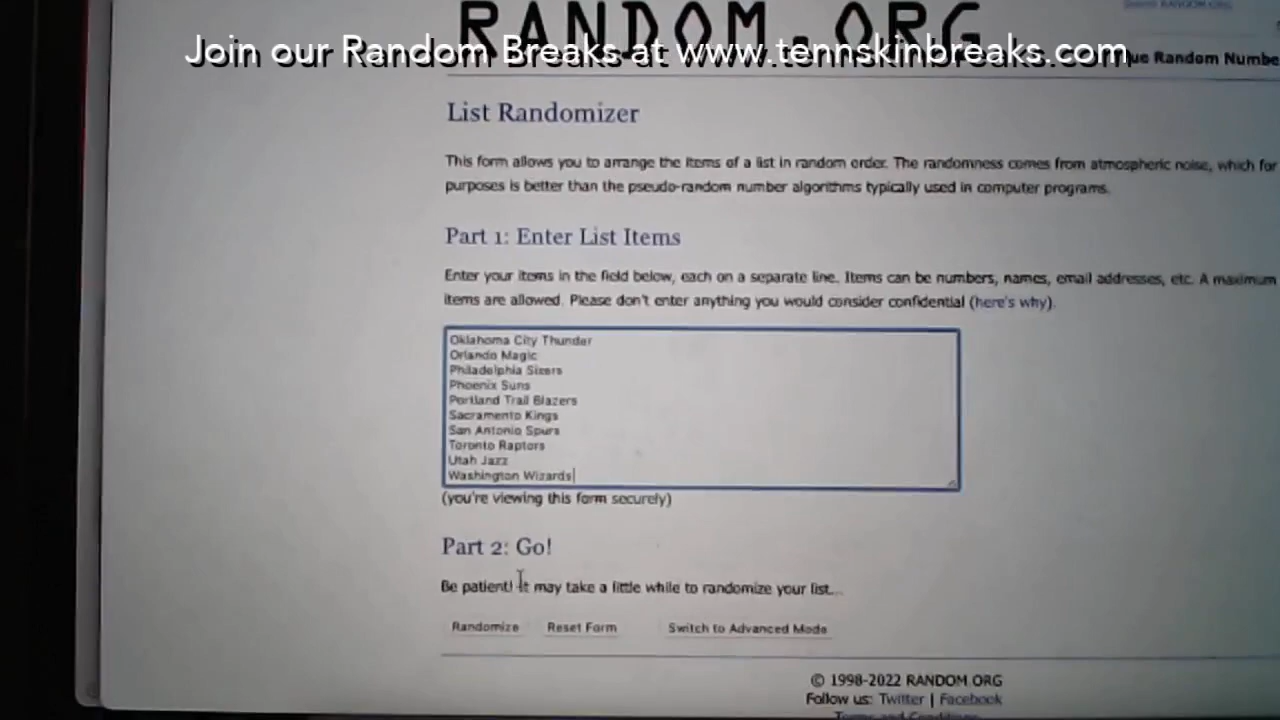 RANDOM.ORG
Join our Random Breaks at www.tennskinbreaks.com
ue Random Numbe
List Randomizer
This form allows you to arrange the items of a list in random order. The randomness comes from atmospheric noise, which for
purposes is better than the pseudo-random number algorithms typically used in computer programs.
Part 1: Enter List Items
Enter your items in the field below, each on a separate line. Items can be numbers, names, email addresses, etc. A maximum
items are allowed. Please don't enter anything you would consider confidential (here's why).
Oklahoma City Thunder
Orlando Magic
Philadelphia Sixers
Phoenix Suns
Portland Trail Blazers
Sacramento Kings
San Antonio Spurs
Toronto Raptors
Utah Jazz
Washington Wizards
(you're viewing this form securely)
Part 2: Go!
Be patient! It may take a little while to randomize your list...
Randomize Reset Form Switch to Advanced Mode
© 1998-2022 RANDOM.ORG
Follow us: Twitter | Facebook
Terms and Conditions